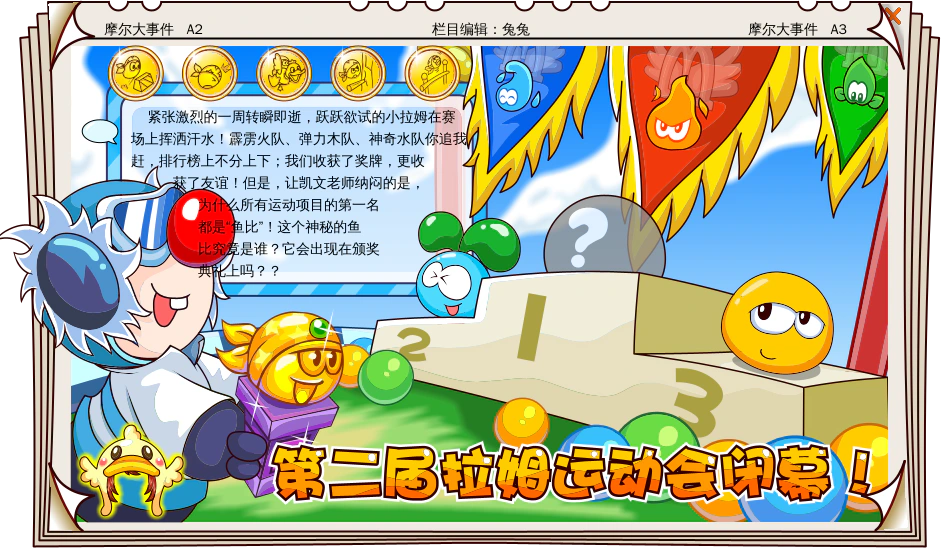 摩尔大事件 A2
栏目编辑：兔兔
摩尔大事件 A3
紧张激烈的一周转瞬即逝，跃跃欲试的小拉姆在赛
场上挥洒汗水！霹雳火队、弹力木队、神奇水队你追我
赶，排行榜上不分上下；我们收获了奖牌，更收
获了友谊！但是，让凯文老师纳闷的是，
为什么所有运动项目的第一名
都是“鱼比”！这个神秘的鱼
比究竟是谁？它会出现在颁奖
典礼上吗？？
?
2
1
3
第二届拉姆运动会闭幕！